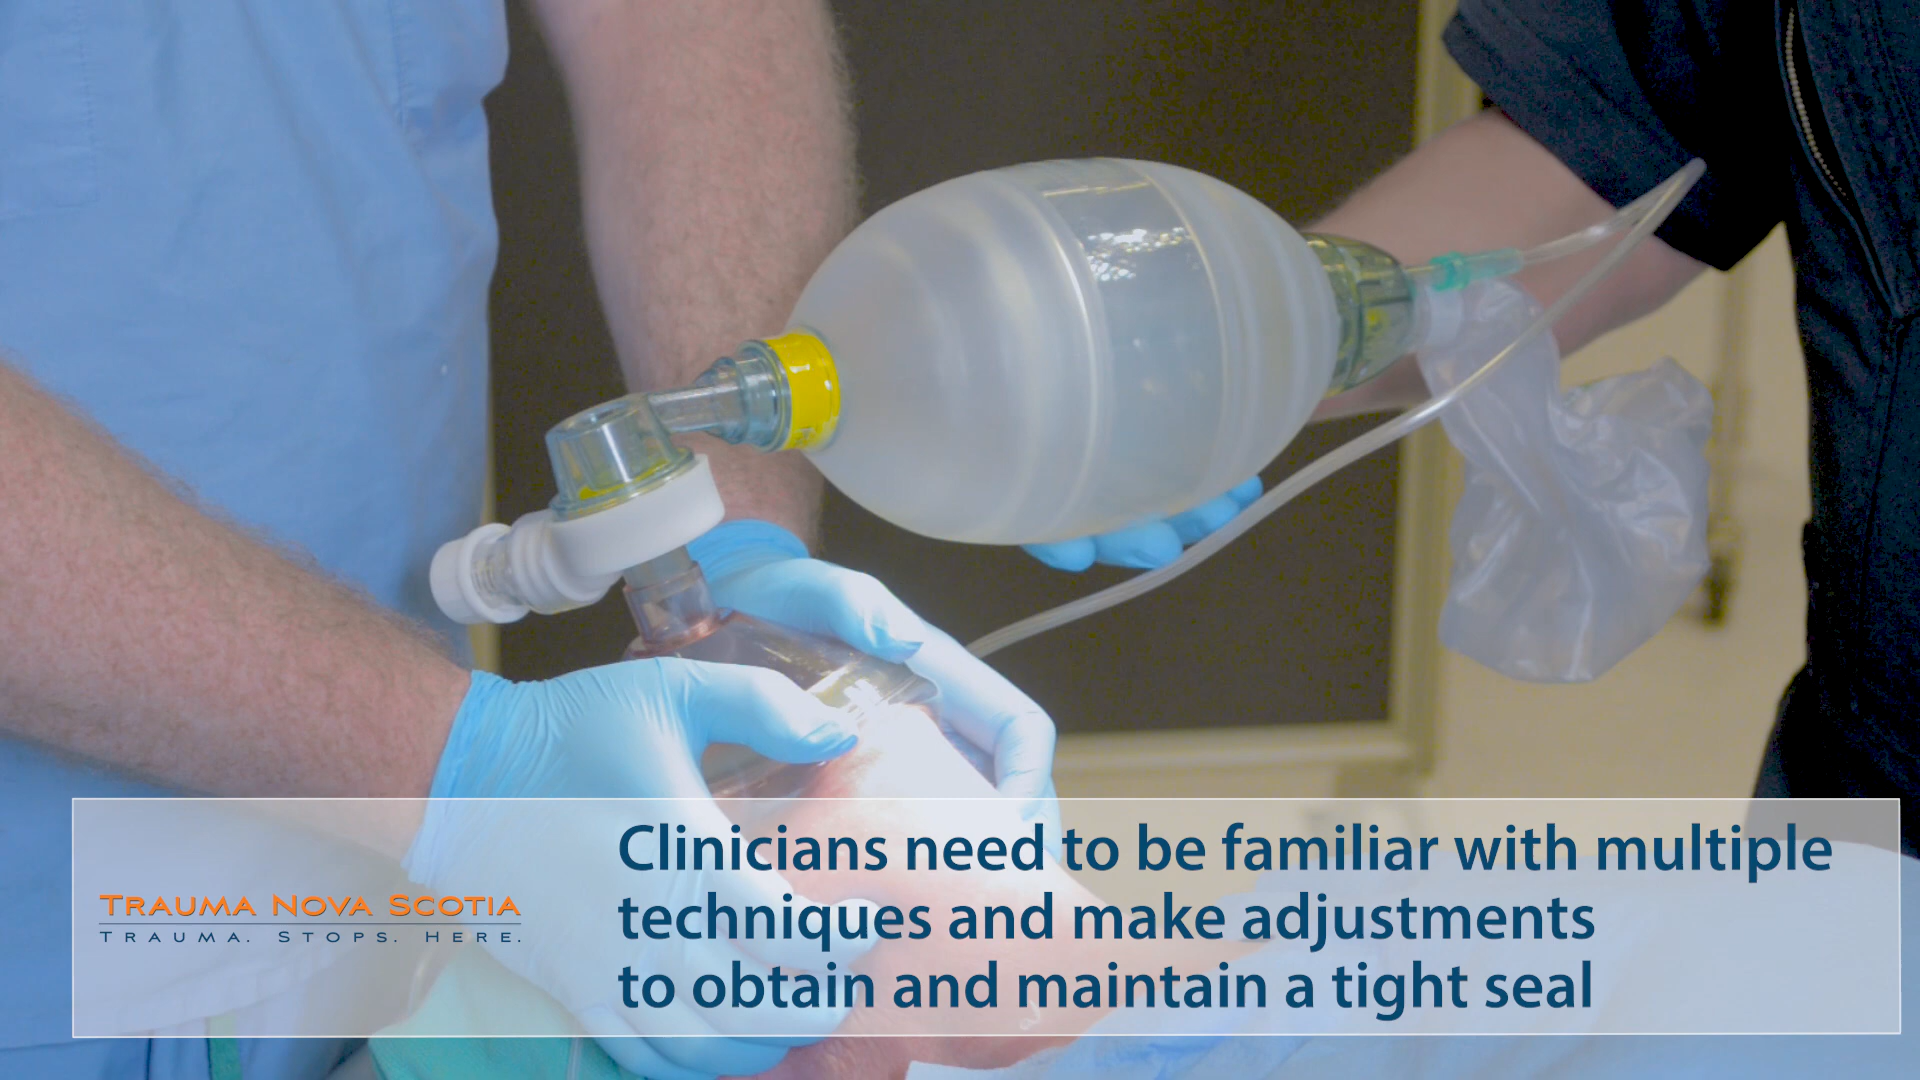 Clinicians need to be familiar with multiple
techniques and make adjustments
to obtain and maintain a tight seal
TRAUMA NOVA SCOTIA
TRAUMA. STOPS. HERE.